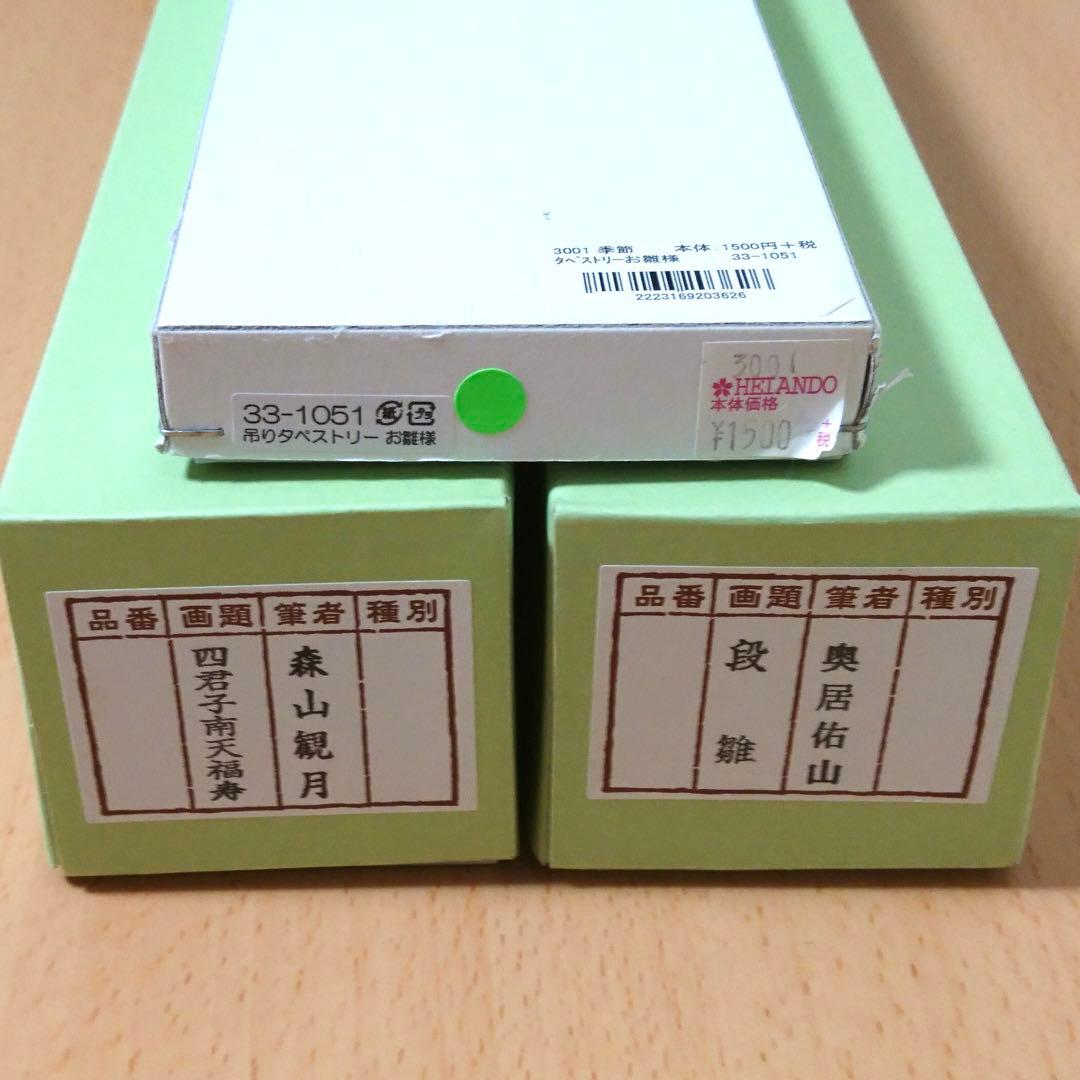 3001 季節 本体 1500円+税
ﾀﾍﾟｽﾄﾘｰお雛様 33-1051
2223169203626
33-1051 紙 プラ
吊りタペストリー お雛様
3001
HEIANDO
本体価格
¥1500 +税
品番 画題 筆者 種別
四君子南天福寿
森山観月
品番 画題 筆者 種別
段雛
奥居佑山